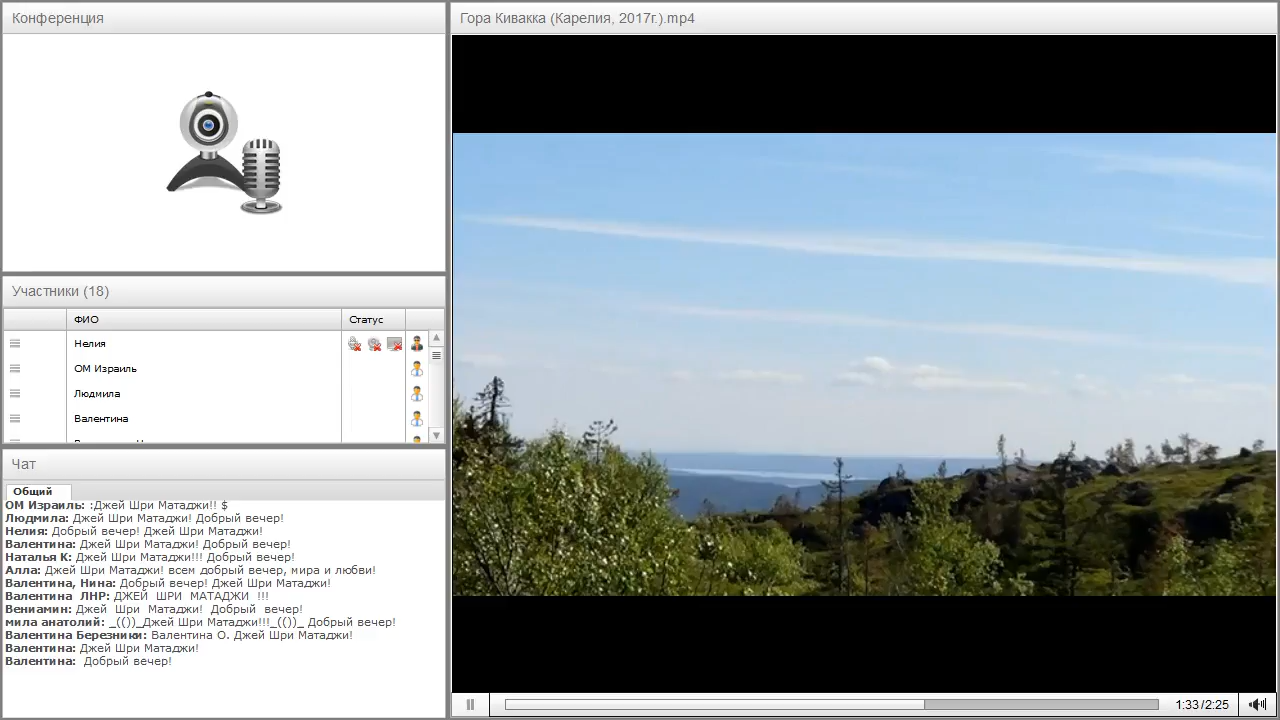 Конференция
Гора Кивакка (Карелия, 2017г.).mp4
Участники (18)
ФИО Статус
Нелия
ОМ Израиль
Людмила
Валентина
Чат
Общий
ОМ Израиль: :Джей Шри Матаджи!! $
Людмила: Джей Шри Матаджи! Добрый вечер!
Нелия: Добрый вечер! Джей Шри Матаджи!
Валентина: Джей Шри Матаджи! Добрый вечер!
Наталья К: Джей Шри Матаджи!!! Добрый вечер!
Алла: Джей Шри Матаджи! всем добрый вечер, мира и любви!
Валентина, Нина: Добрый вечер! Джей Шри Матаджи!
Валентина ЛНР: ДЖЕЙ ШРИ МАТАДЖИ !!!
Вениамин: Джей Шри Матаджи! Добрый вечер!
мила анатолий: _(())_Джей Шри Матаджи!!!_(())_ Добрый вечер!
Валентина Березники: Валентина О. Джей Шри Матаджи!
Валентина: Джей Шри Матаджи!
Валентина: Добрый вечер!
1:33/2:25